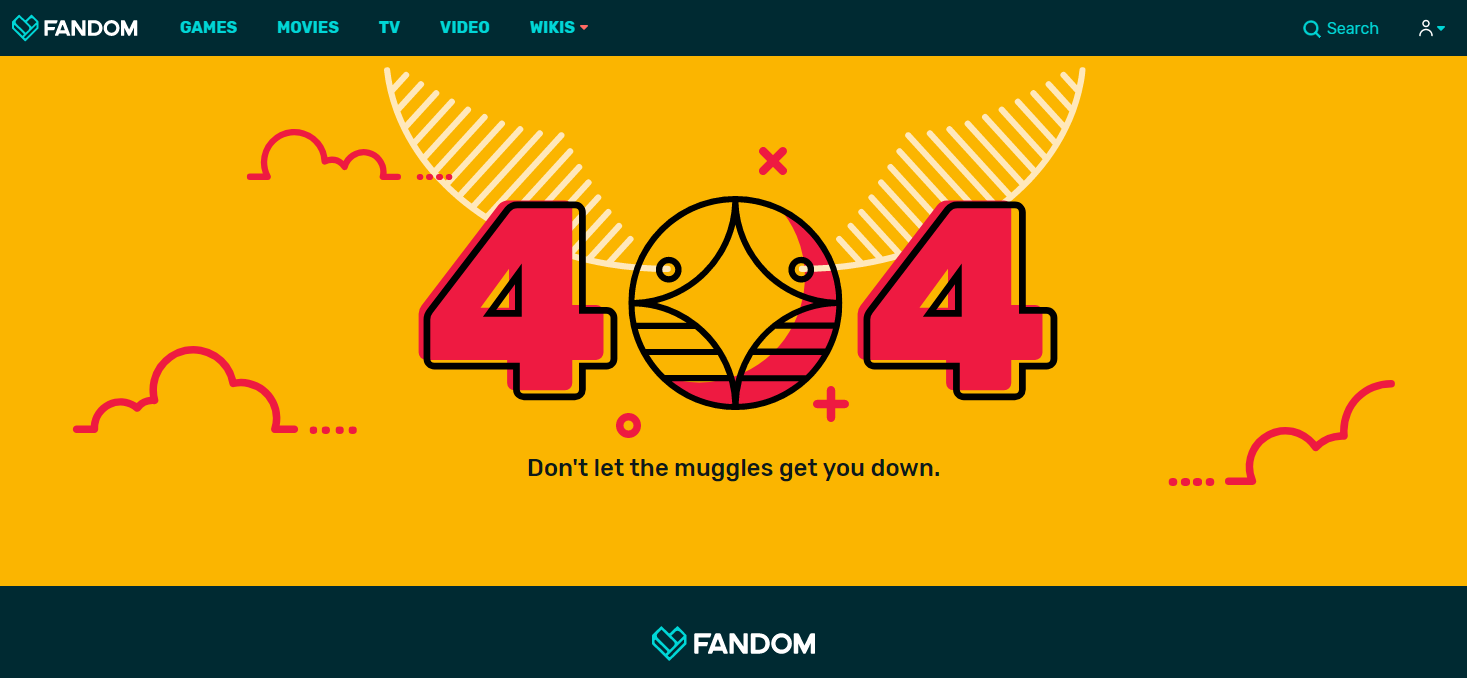 FANDOM GAMES MOVIES TV VIDEO WIKIS Search
404
Don't let the muggles get you down.
FANDOM